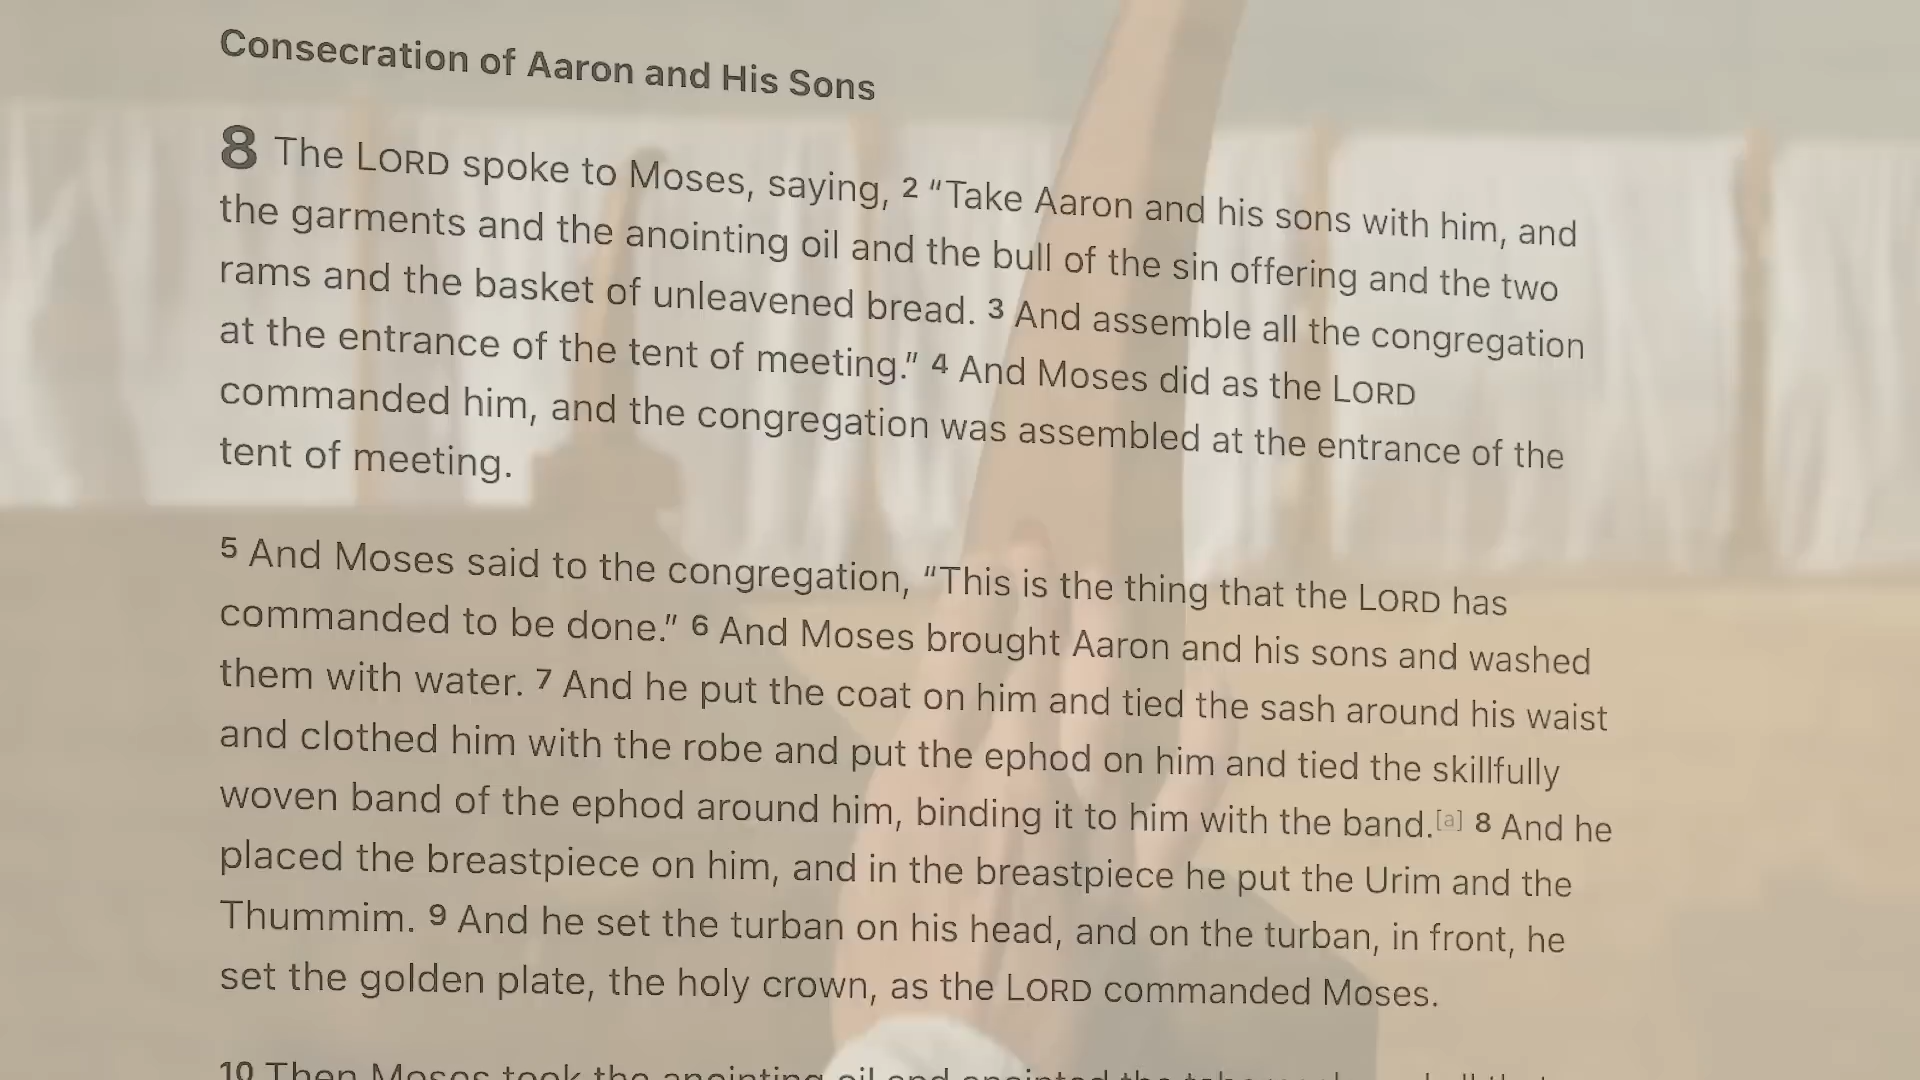 Consecration of Aaron and His Sons
8 The LORD spoke to Moses, saying, 2 “Take Aaron and his sons with him, and
the garments and the anointing oil and the bull of the sin offering and the two
rams and the basket of unleavened bread. 3 And assemble all the congregation
at the entrance of the tent of meeting.” 4 And Moses did as the LORD
commanded him, and the congregation was assembled at the entrance of the
tent of meeting.
5 And Moses said to the congregation, “This is the thing that the LORD has
commanded to be done.” 6 And Moses brought Aaron and his sons and washed
them with water. 7 And he put the coat on him and tied the sash around his waist
and clothed him with the robe and put the ephod on him and tied the skillfully
woven band of the ephod around him, binding it to him with the band.[a] 8 And he
placed the breastpiece on him, and in the breastpiece he put the Urim and the
Thummim. 9 And he set the turban on his head, and on the turban, in front, he
set the golden plate, the holy crown, as the LORD commanded Moses.
10 Then Moses took the anointing oil and anointed the